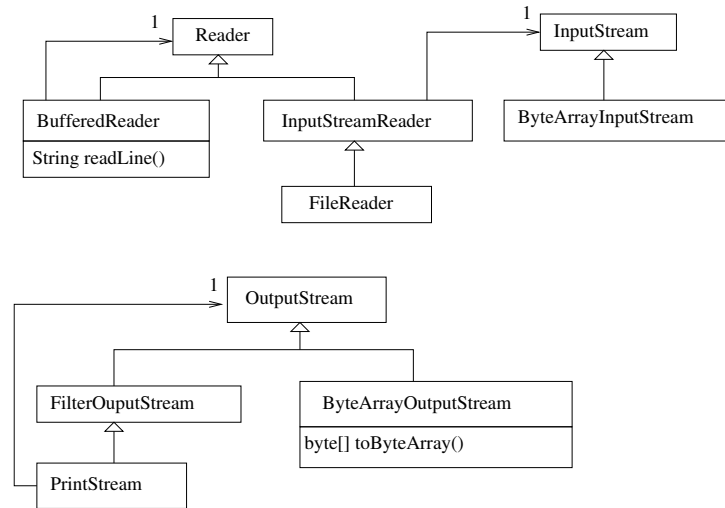 1
Reader
1
InputStream
BufferedReader
String readLine()
InputStreamReader
ByteArrayInputStream
FileReader
1
OutputStream
FilterOuputStream
ByteArrayOutputStream
byte[] toByteArray()
PrintStream